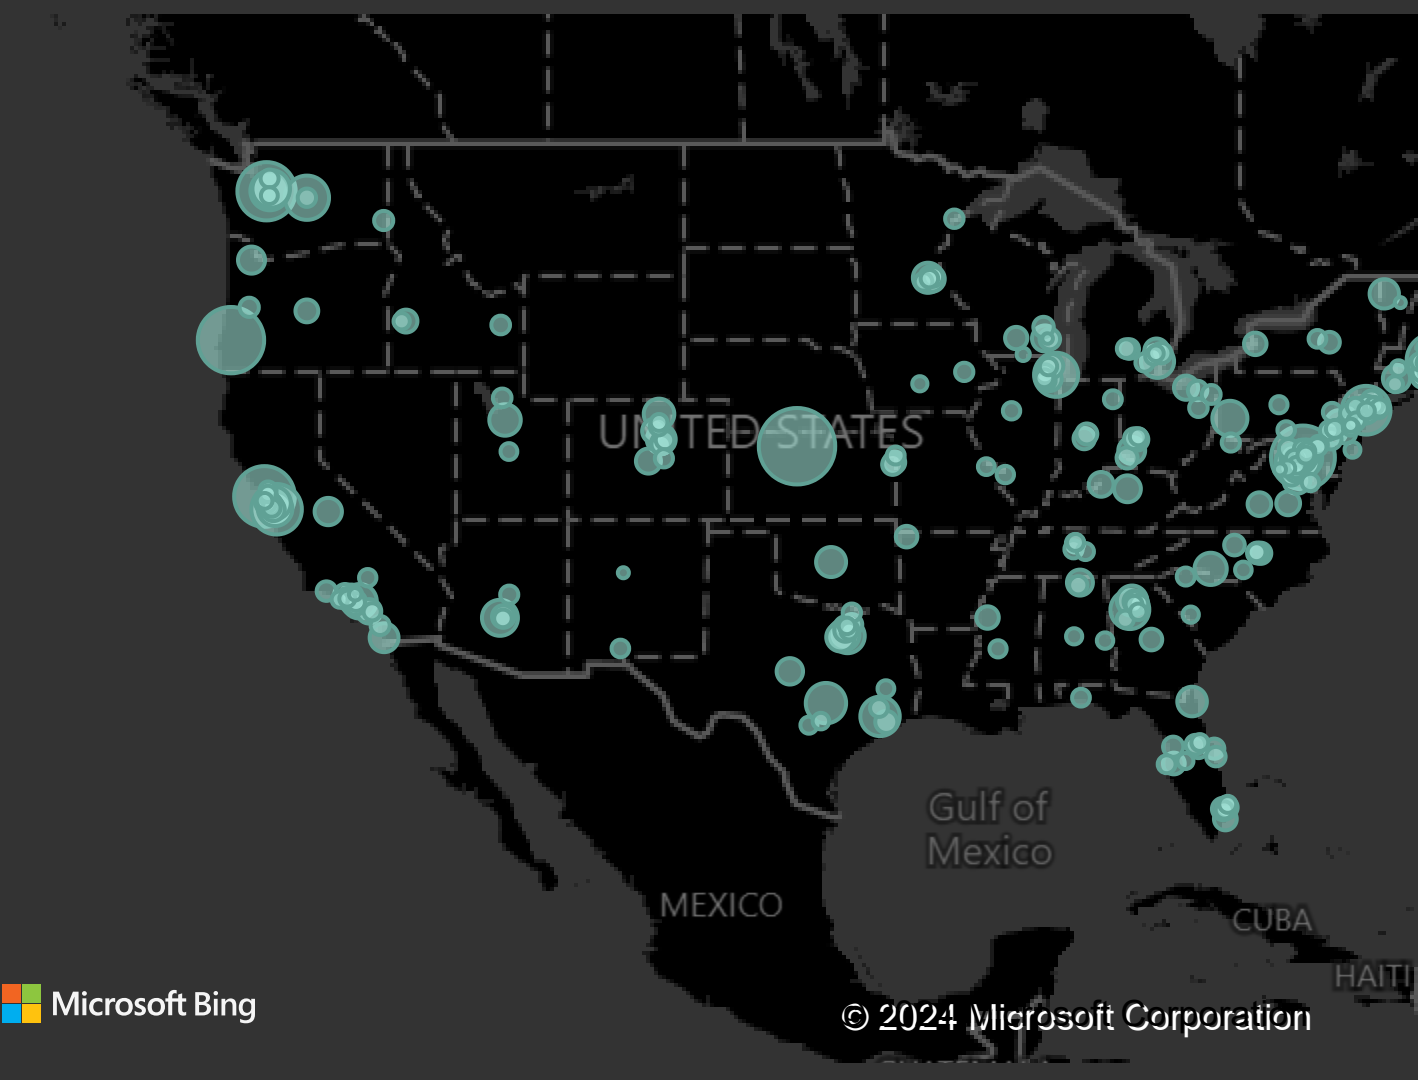 UNITED STATES
Gulf of
Mexico
MEXICO
CUBA
HAITI
Microsoft Bing
© 2024 Microsoft Corporation